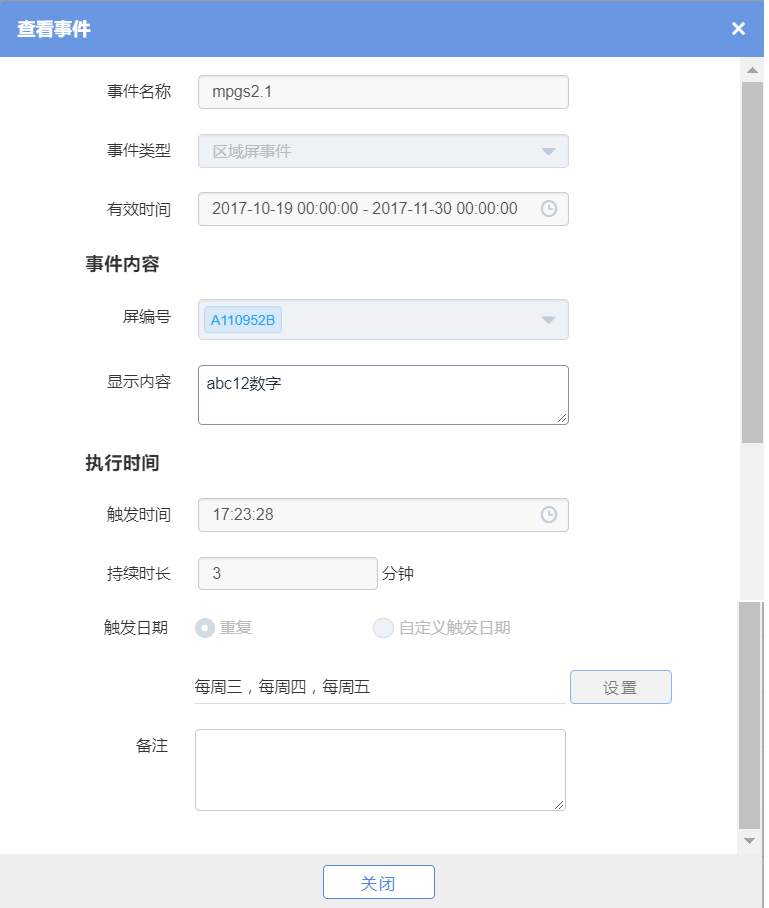 查看事件
事件名称 mpgs2.1
事件类型 区域屏事件
有效时间 2017-10-19 00:00:00 - 2017-11-30 00:00:00
事件内容
屏编号 A110952B
显示内容 abc12数字
执行时间
触发时间 17:23:28
持续时长 3 分钟
触发日期 重复 自定义触发日期
每周三，每周四，每周五 设置
备注
关闭